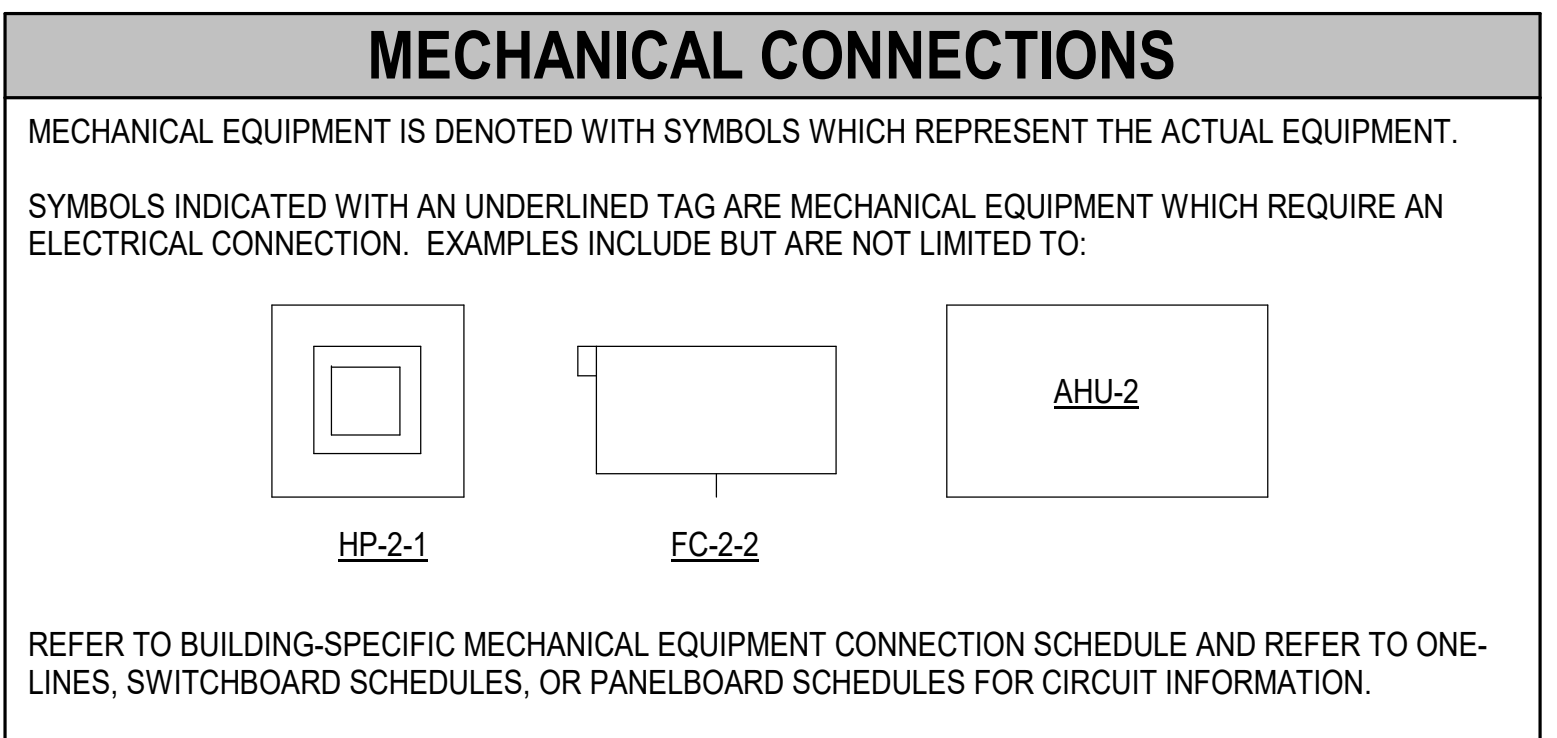 MECHANICAL CONNECTIONS
MECHANICAL EQUIPMENT IS DENOTED WITH SYMBOLS WHICH REPRESENT THE ACTUAL EQUIPMENT.
SYMBOLS INDICATED WITH AN UNDERLINED TAG ARE MECHANICAL EQUIPMENT WHICH REQUIRE AN
ELECTRICAL CONNECTION.  EXAMPLES INCLUDE BUT ARE NOT LIMITED TO:
AHU-2
HP-2-1
FC-2-2
REFER TO BUILDING-SPECIFIC MECHANICAL EQUIPMENT CONNECTION SCHEDULE AND REFER TO ONE-
LINES, SWITCHBOARD SCHEDULES, OR PANELBOARD SCHEDULES FOR CIRCUIT INFORMATION.